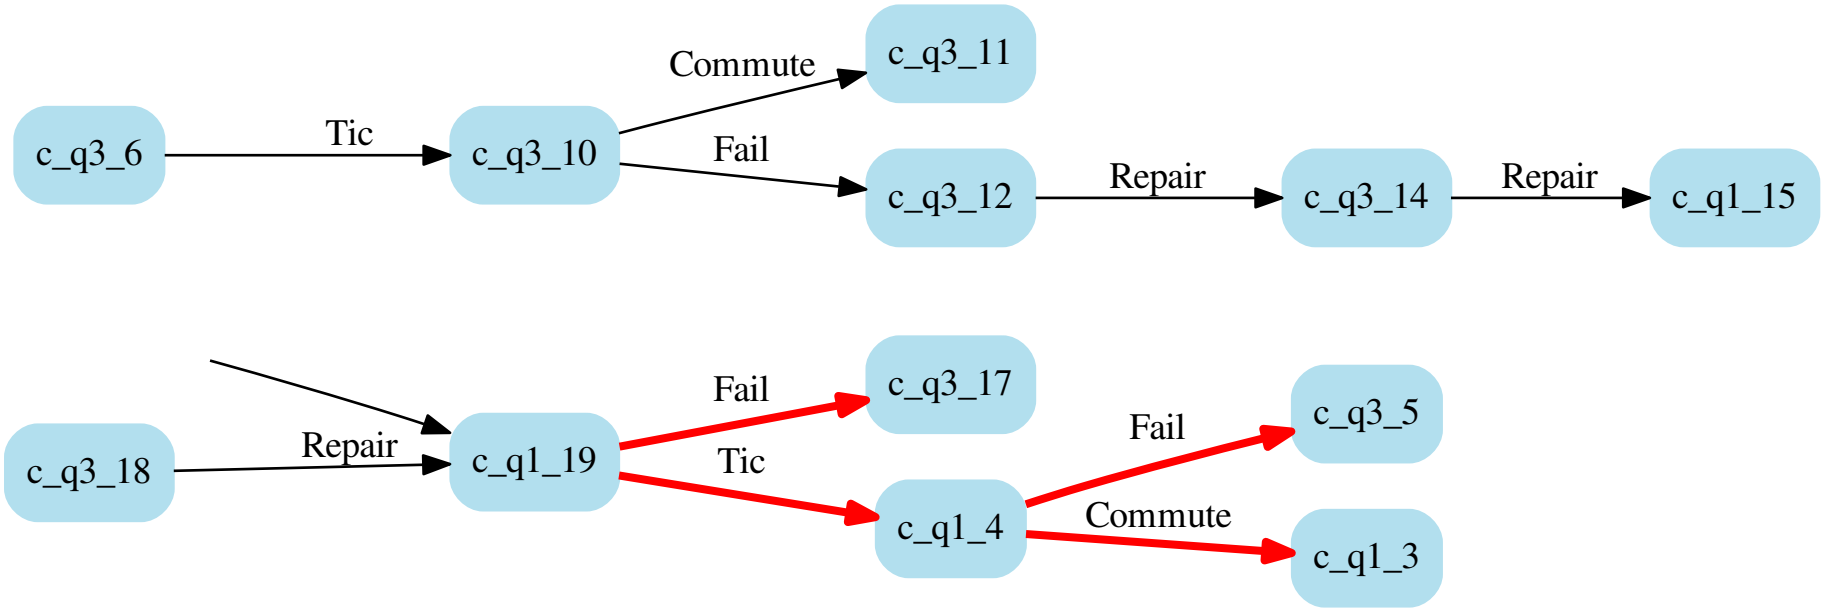 c_q3_6
Tic
c_q3_10
Commute
c_q3_11
Fail
c_q3_12
Repair
c_q3_14
Repair
c_q1_15
c_q3_18
Repair
c_q1_19
Fail
c_q3_17
Tic
c_q1_4
Fail
c_q3_5
Commute
c_q1_3